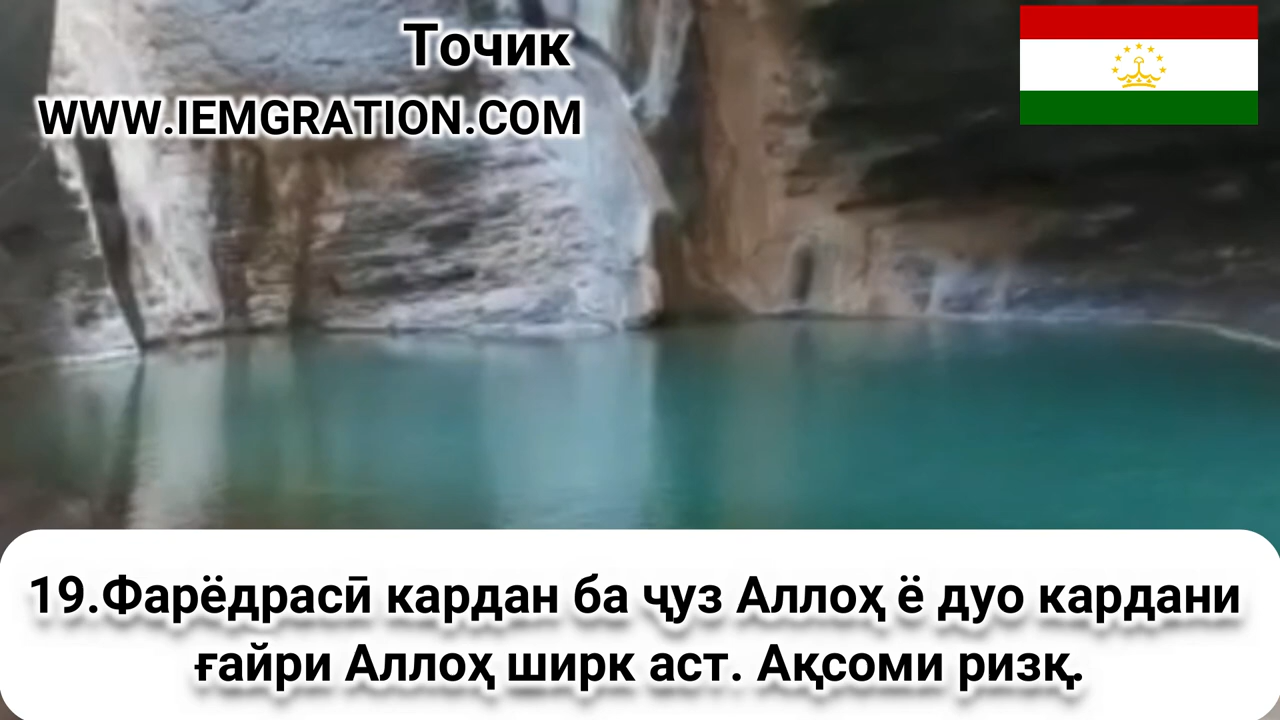 Точик
WWW.IEMGRATION.COM
19.Фарёдрасӣ кардан ба ҷуз Аллоҳ ё дуо кардани
ғайри Аллоҳ ширк аст. Ақсоми ризқ.